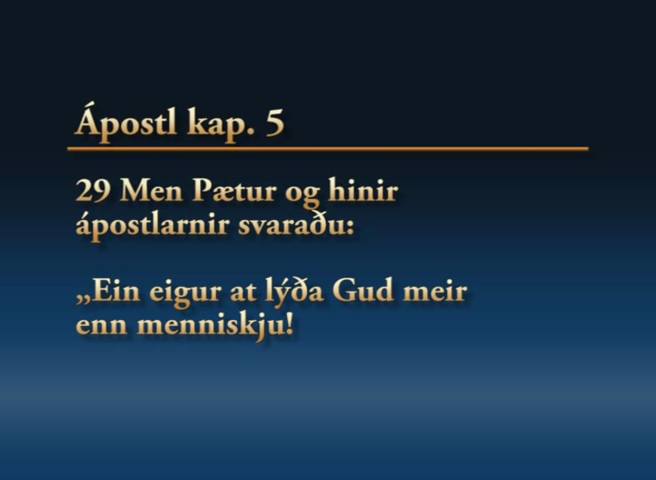 Ápostl kap. 5
29 Men Pætur og hinir
ápostlarnir svaraðu:
„Ein eigur at lýða Gud meir
enn menniskju!